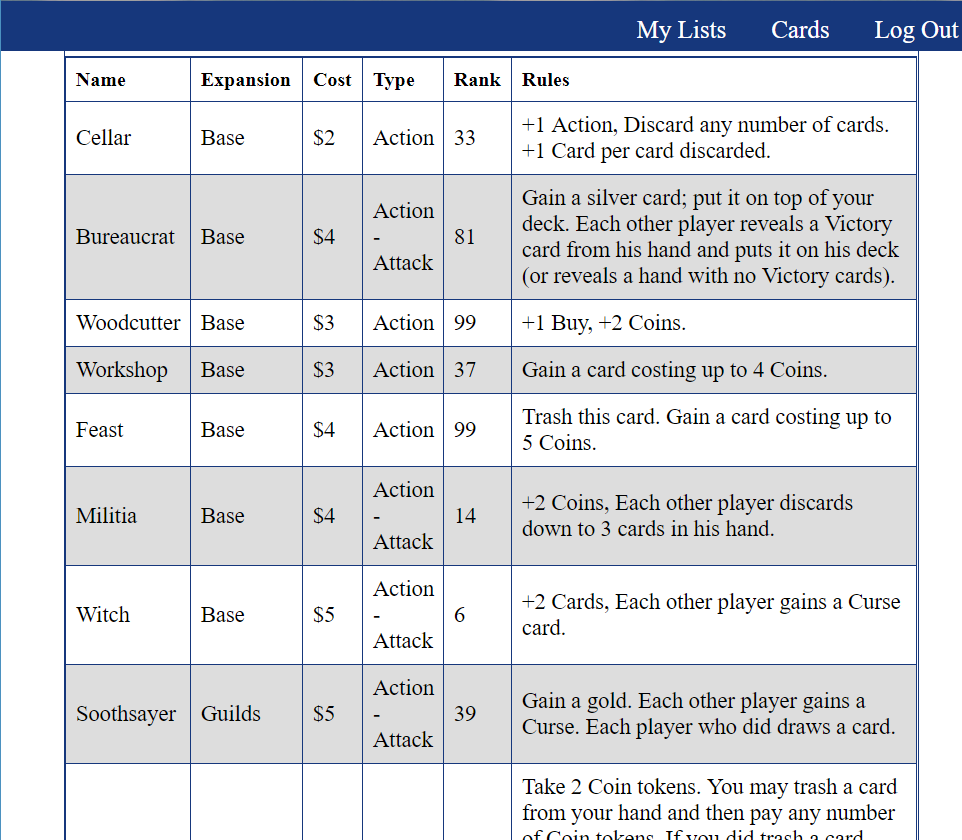 My Lists Cards Log Out
Name Expansion Cost Type Rank Rules
Cellar Base $2 Action 33 +1 Action, Discard any number of cards.
+1 Card per card discarded.
Bureaucrat Base $4 Action
-
Attack 81 Gain a silver card; put it on top of your
deck. Each other player reveals a Victory
card from his hand and puts it on his deck
(or reveals a hand with no Victory cards).
Woodcutter Base $3 Action 99 +1 Buy, +2 Coins.
Workshop Base $3 Action 37 Gain a card costing up to 4 Coins.
Feast Base $4 Action 99 Trash this card. Gain a card costing up to
5 Coins.
Militia Base $4 Action
-
Attack 14 +2 Coins, Each other player discards
down to 3 cards in his hand.
Witch Base $5 Action
-
Attack 6 +2 Cards, Each other player gains a Curse
card.
Soothsayer Guilds $5 Action
-
Attack 39 Gain a gold. Each other player gains a
Curse. Each player who did draws a card.
Take 2 Coin tokens. You may trash a card
from your hand and then pay any number
of Coin tokens. If you did trash a card